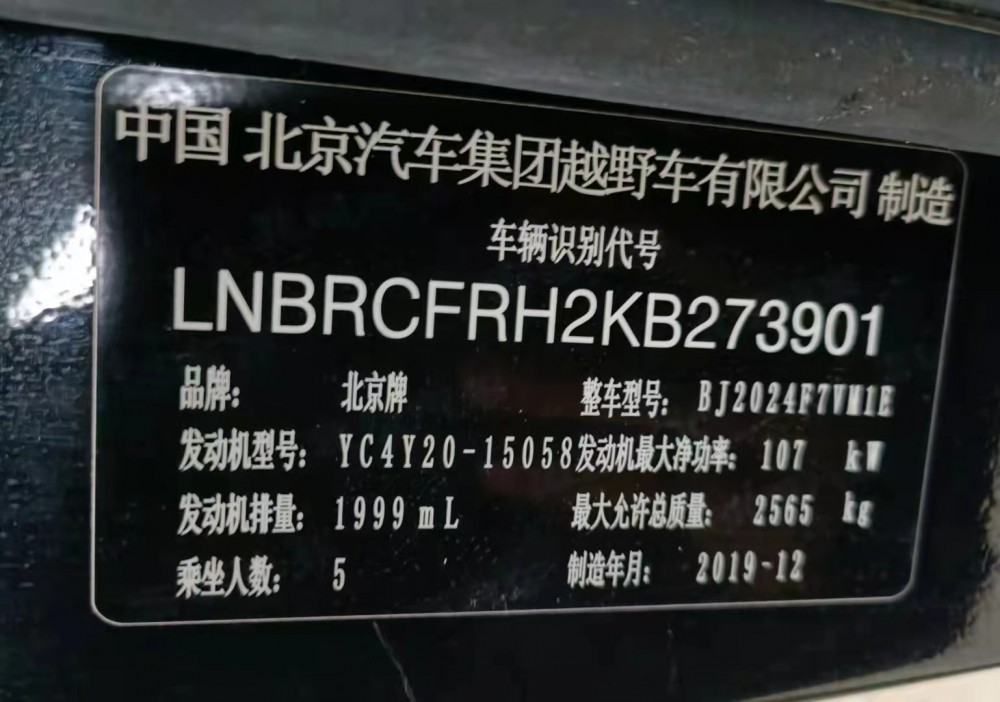 中国 北京汽车集团越野车有限公司 制造
车辆识别代号
LNBRCFRH2KB273901
品牌: 北京牌 整车型号: BJ2024F7VM1E
发动机型号: YC4Y20-15058 发动机最大净功率: 107 kW
发动机排量: 1999 mL 最大允许总质量: 2565 kg
乘坐人数: 5 制造年月: 2019-12